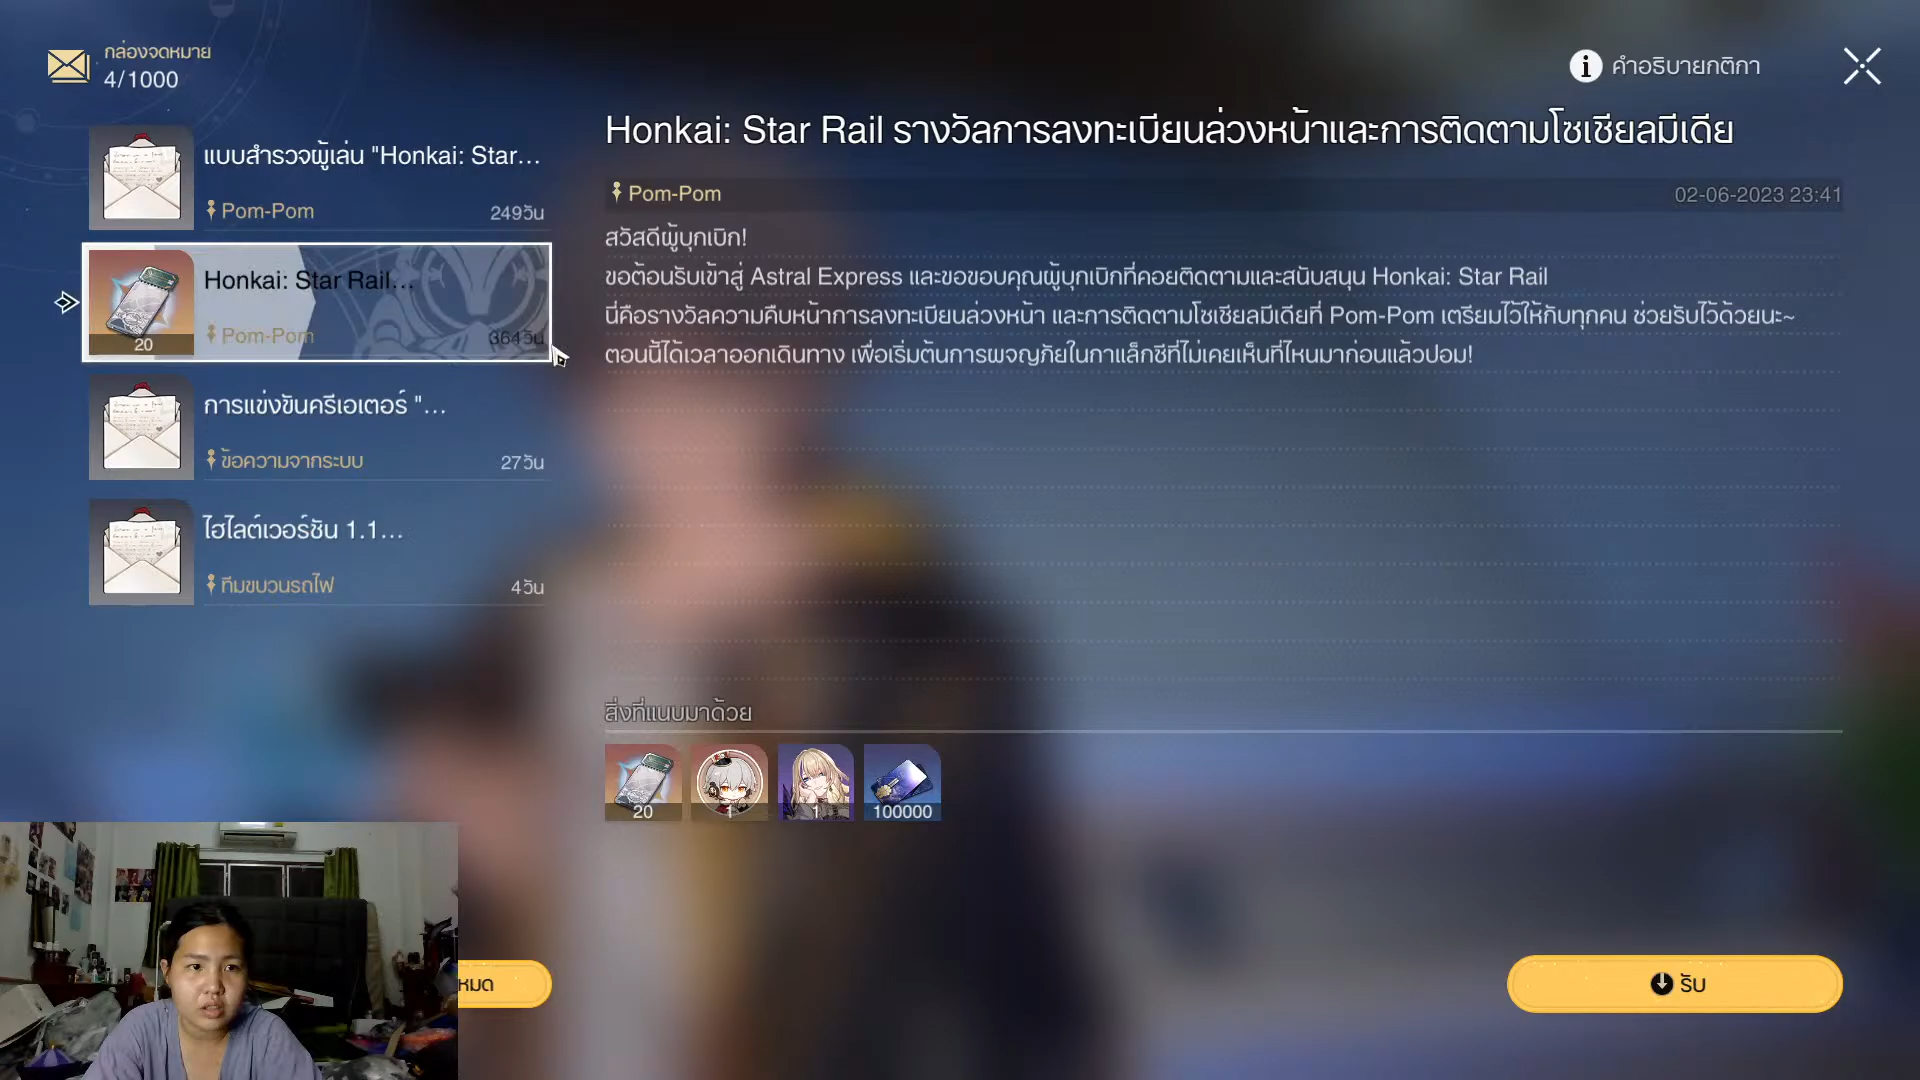 กล่องจดหมาย
4/1000
คำอธิบายกติกา
แบบสำรวจผู้เล่น "Honkai: Star...
Pom-Pom
249วัน
Honkai: Star Rail...
Pom-Pom
364วัน
20
การแข่งขันครีเอเตอร์ "...
ข้อความจากระบบ
27วัน
ไฮไลต์เวอร์ชัน 1.1...
ทีมขบวนรถไฟ
4วัน
หมด
Honkai: Star Rail รางวัลการลงทะเบียนล่วงหน้าและการติดตามโซเชียลมีเดีย
Pom-Pom
02-06-2023 23:41
สวัสดีผู้บุกเบิก!
ขอต้อนรับเข้าสู่ Astral Express และขอขอบคุณผู้บุกเบิกที่คอยติดตามและสนับสนุน Honkai: Star Rail
นี่คือรางวัลความคืบหน้าการลงทะเบียนล่วงหน้า และการติดตามโซเชียลมีเดียที่ Pom-Pom เตรียมไว้ให้กับทุกคน ช่วยรับไว้ด้วยนะ~
ตอนนี้ได้เวลาออกเดินทาง เพื่อเริ่มต้นการผจญภัยในกาแล็กซีที่ไม่เคยเห็นที่ไหนมาก่อนแล้วปอม!
สิ่งที่แนบมาด้วย
20
1
1
100000
รับ